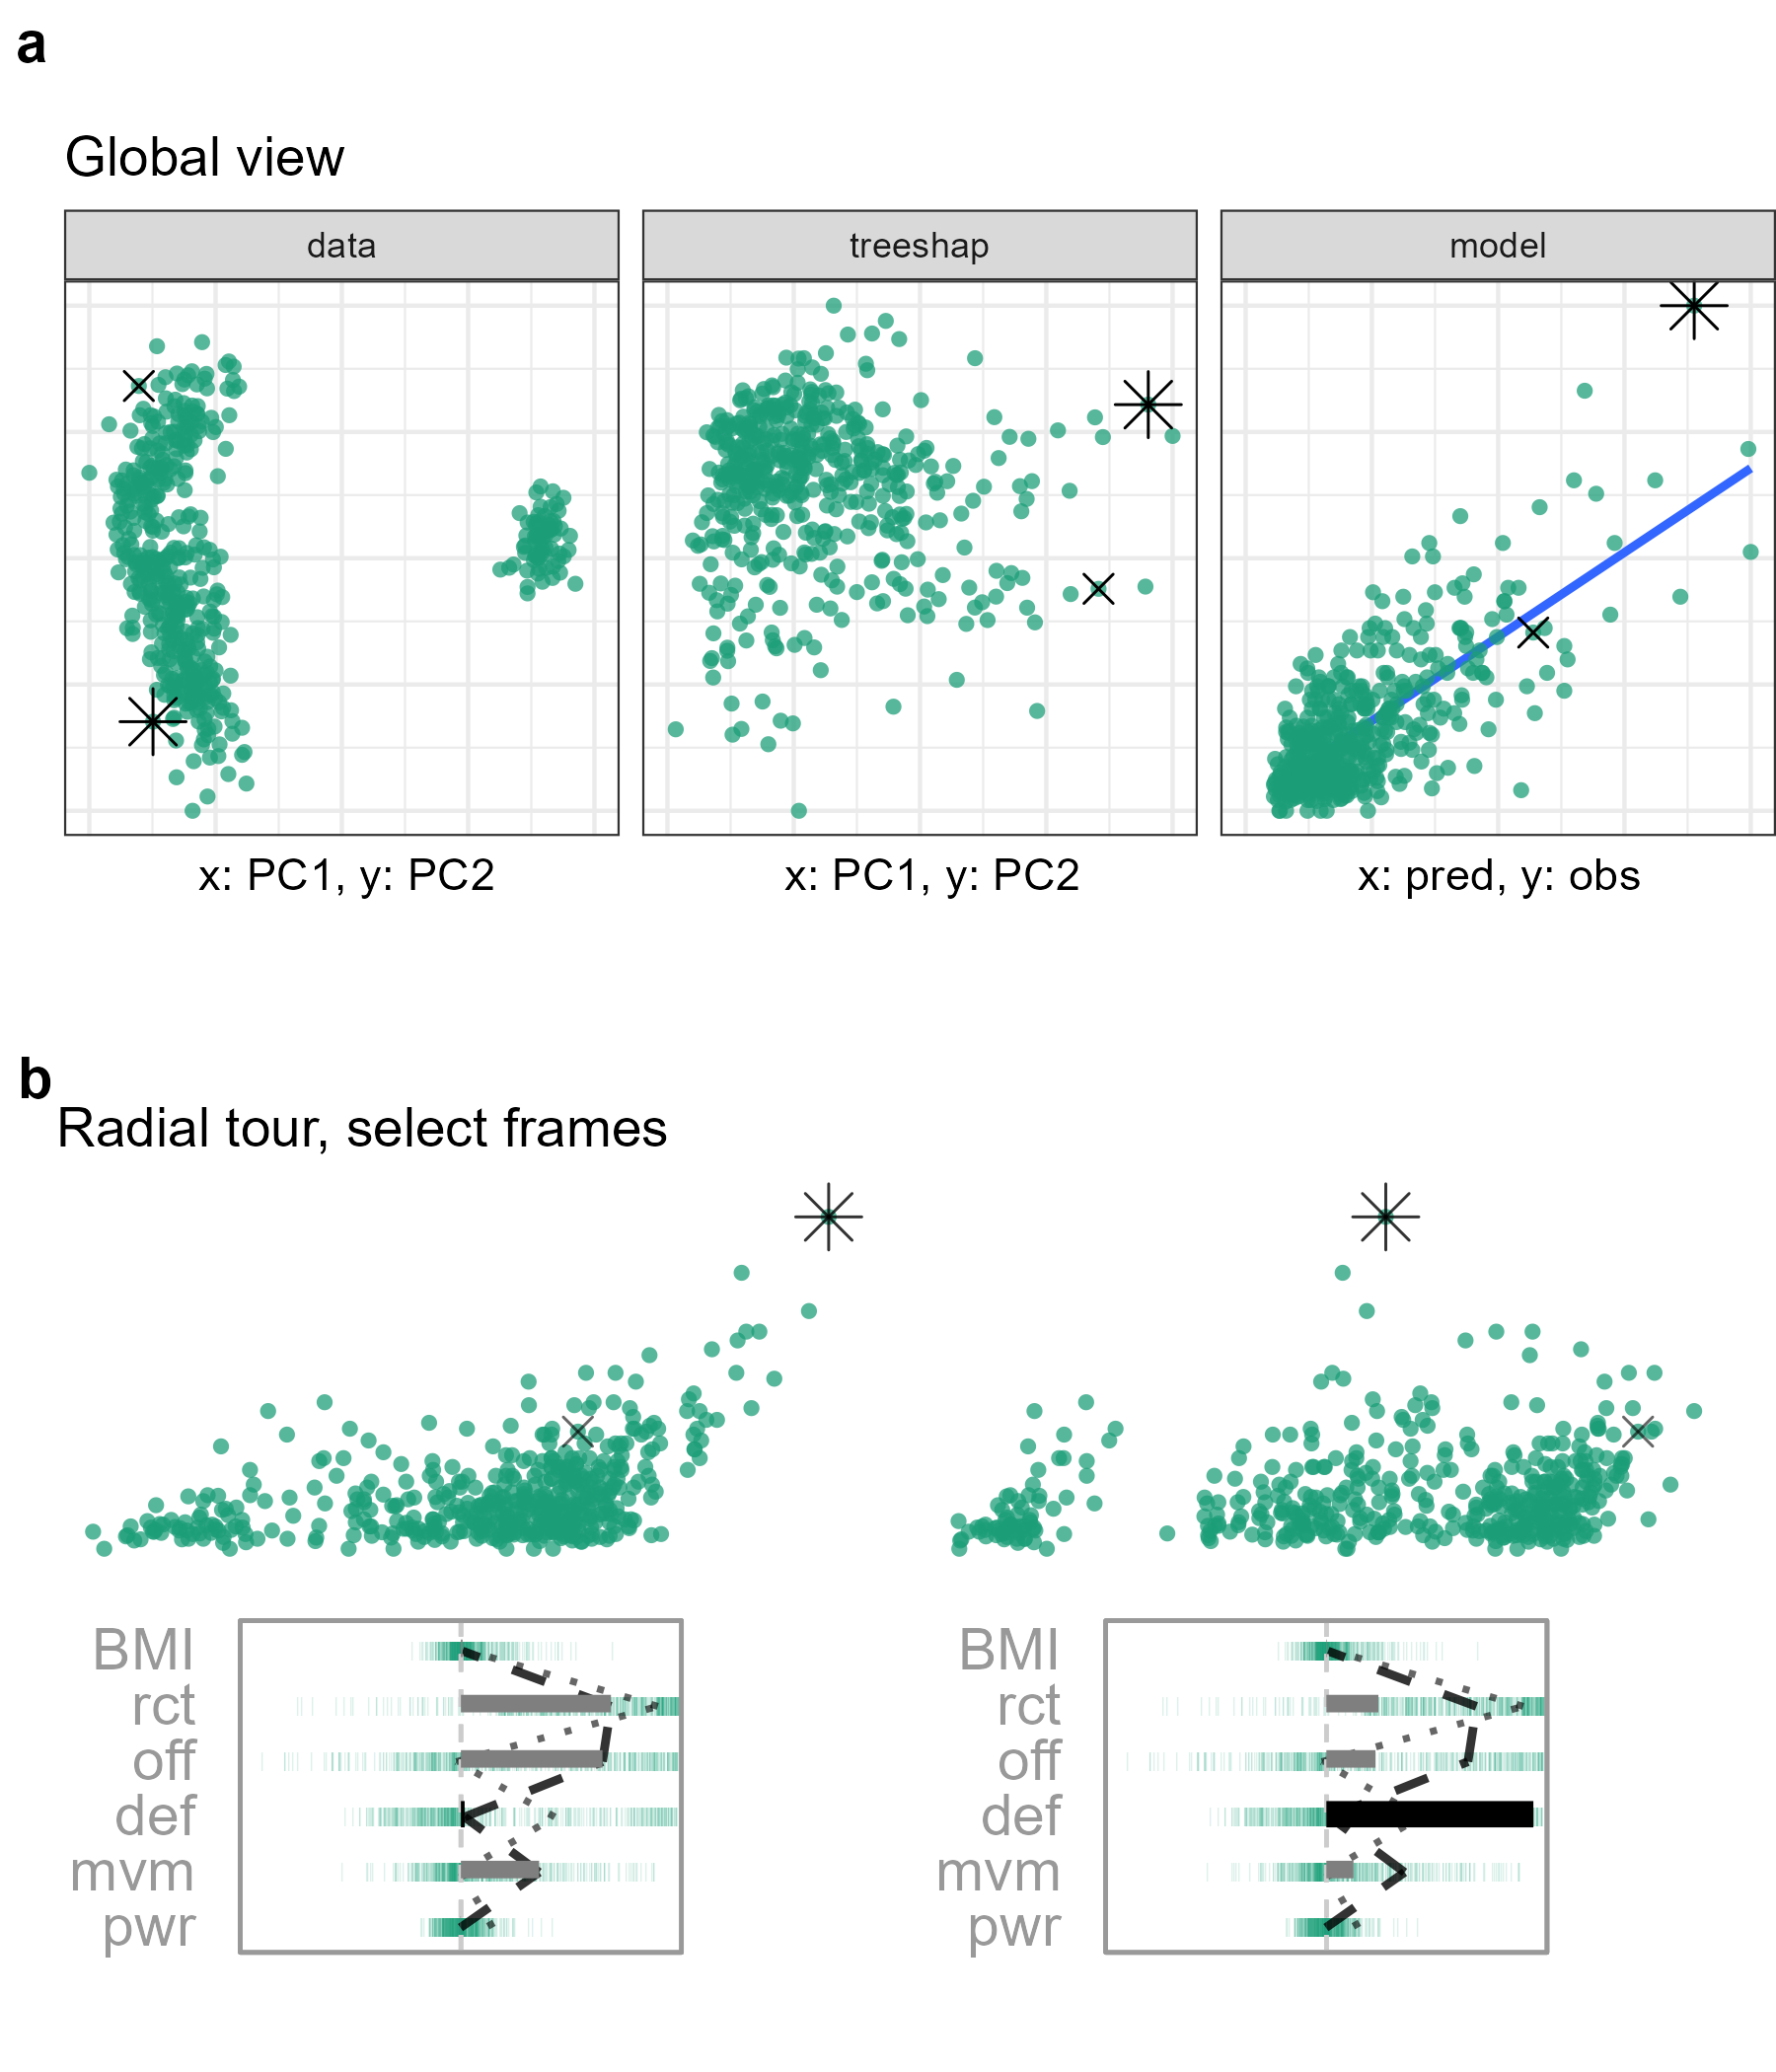 a
Global view
data treeshap model
x: PC1, y: PC2 x: PC1, y: PC2 x: pred, y: obs
b
Radial tour, select frames
BMI BMI
rct rct
off off
def def
mvm mvm
pwr pwr